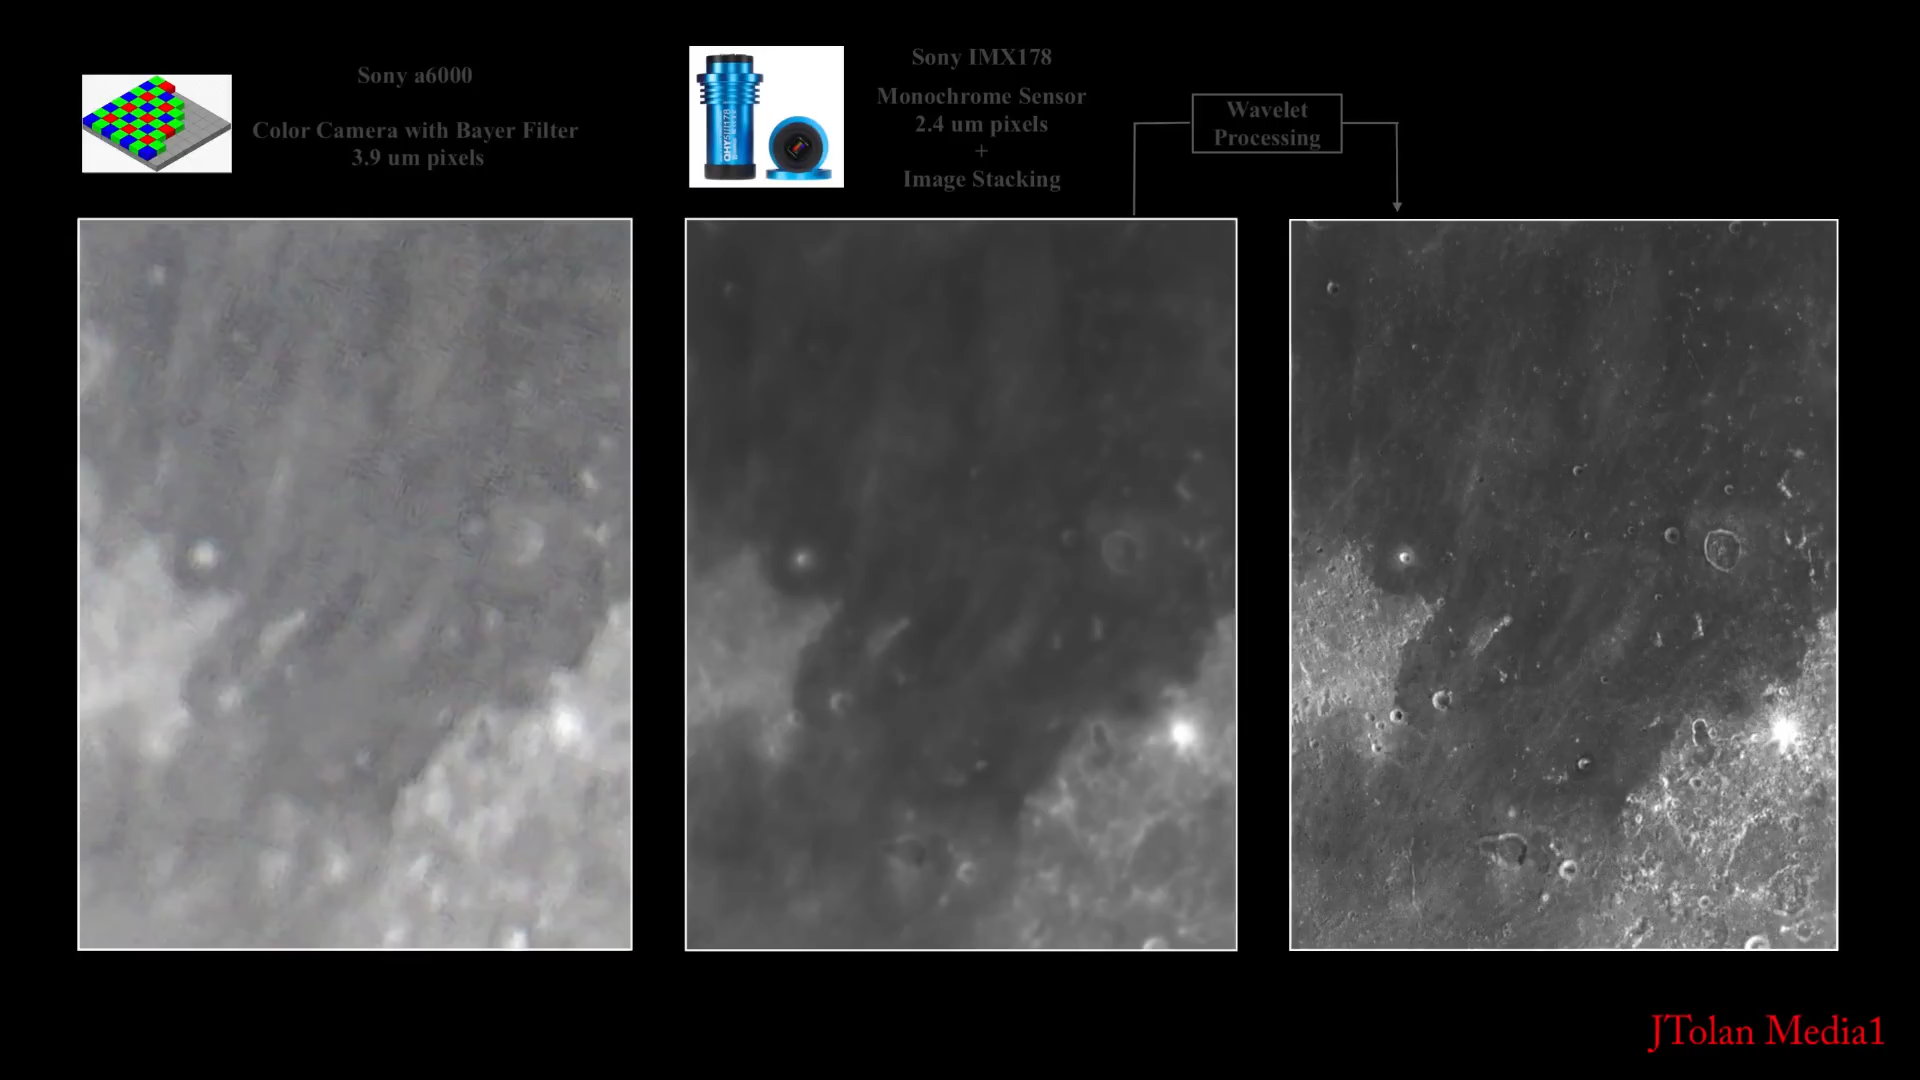 Sony a6000
Color Camera with Bayer Filter
3.9 um pixels
QHY5III178
Sony IMX178
Monochrome Sensor
2.4 um pixels
+
Image Stacking
Wavelet
Processing
JTolan Media1